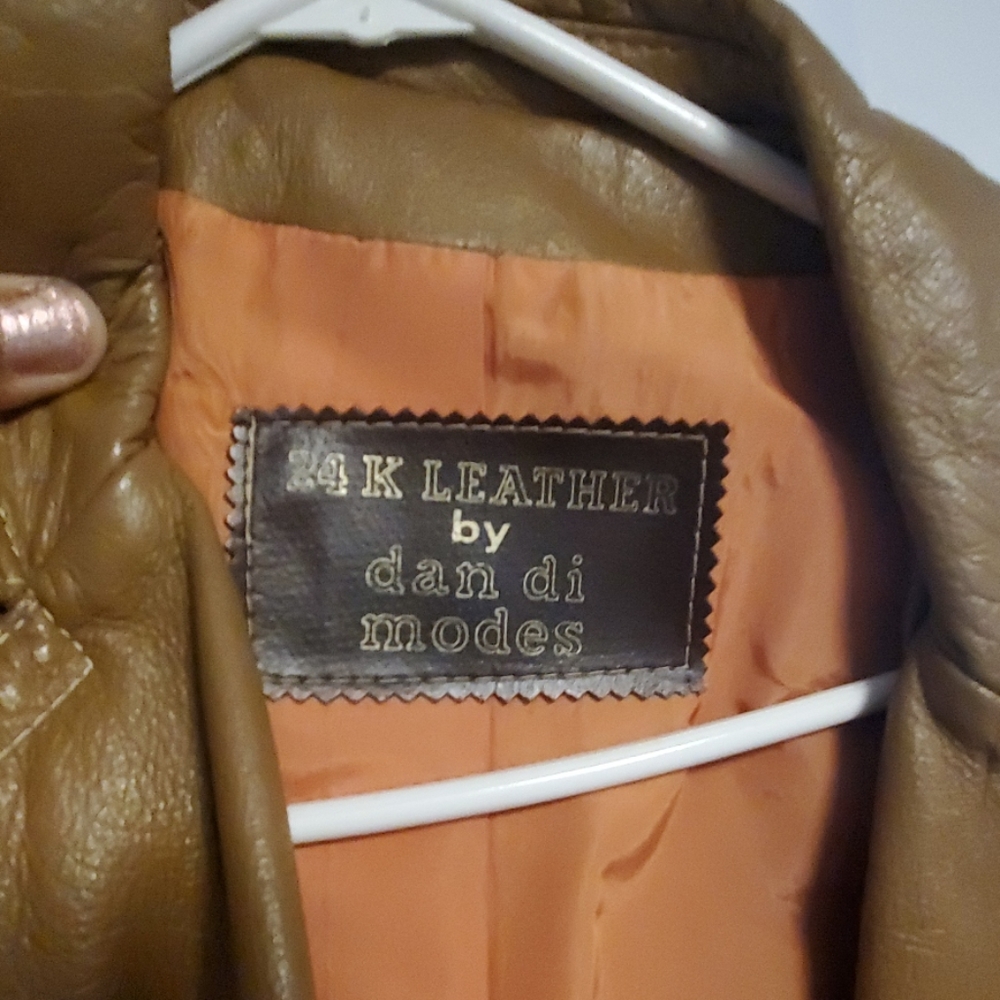 24 K LEATHER
by
dan di
modes